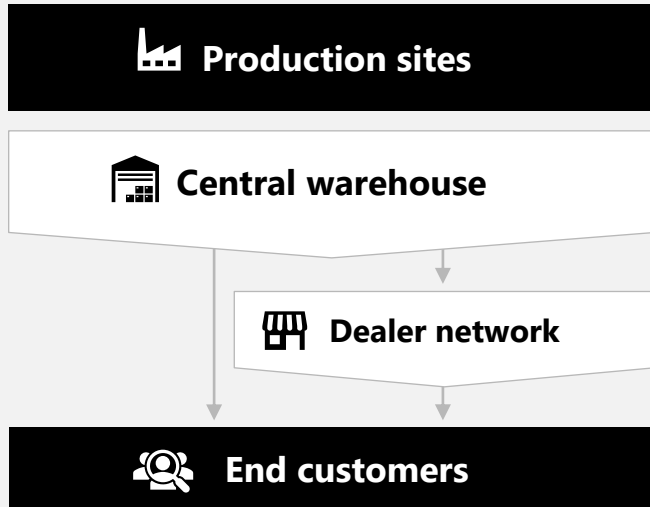 Production sites
Central warehouse
Dealer network
End customers